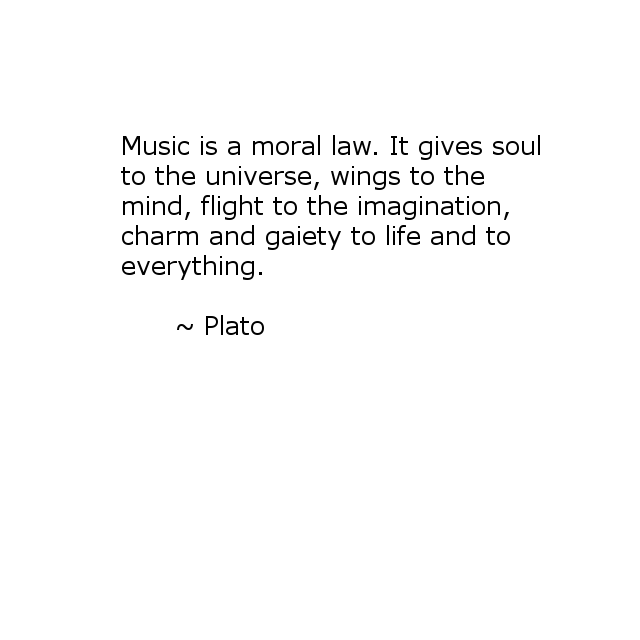 Music is a moral law. It gives soul
to the universe, wings to the
mind, flight to the imagination,
charm and gaiety to life and to
everything.
~ Plato